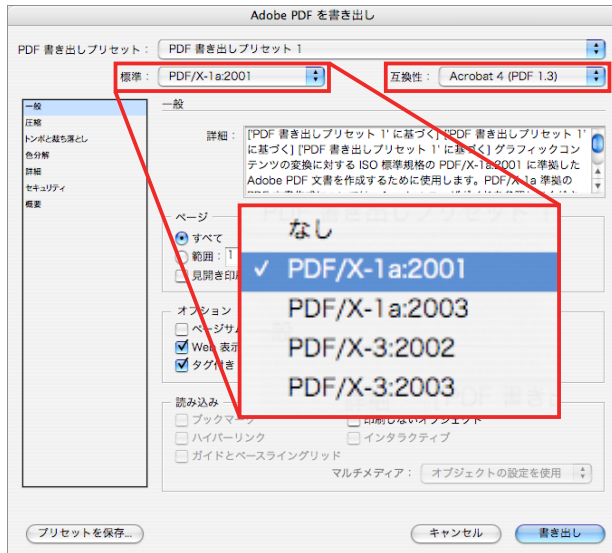 Adobe PDF を書き出し
PDF 書き出しプリセット： PDF 書き出しプリセット 1
標準： PDF/X-1a:2001 互換性： Acrobat 4 (PDF 1.3)
一般
圧縮
トンボと裁ち落とし
色分解
詳細
セキュリティ
概要
一般
詳細： ['PDF 書き出しプリセット 1' に基づく] ['PDF 書き出しプリセット 1'
に基づく] ['PDF 書き出しプリセット 1' に基づく] グラフィックコン
テンツの変換に対する ISO 標準規格の PDF/X-1a:2001 に準拠した
Adobe PDF 文書を作成するために使用します。PDF/X-1a 準拠の
ページ
すべて
範囲： 1
見開き印
なし
✓ PDF/X-1a:2001
PDF/X-1a:2003
PDF/X-3:2002
PDF/X-3:2003
オプション
ページサム
Web 表示
タグ付き
読み込み
ブックマーク 印刷しないオブジェクト
ハイパーリンク インタラクティブ
ガイドとベースライングリッド
マルチメディア： オブジェクトの設定を使用
プリセットを保存... キャンセル 書き出し